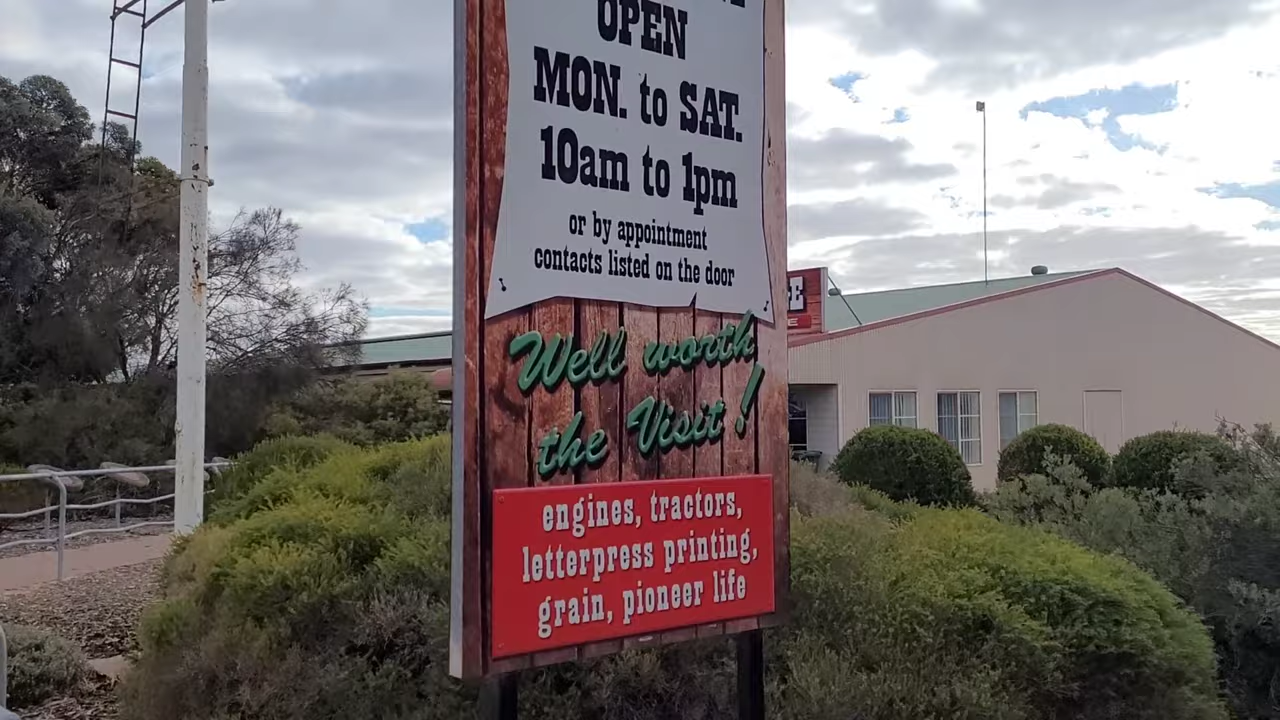 OPEN
MON. to SAT.
10am to 1pm
or by appointment
contacts listed on the door
Well worth
the Visit!
engines, tractors,
letterpress printing,
grain, pioneer life